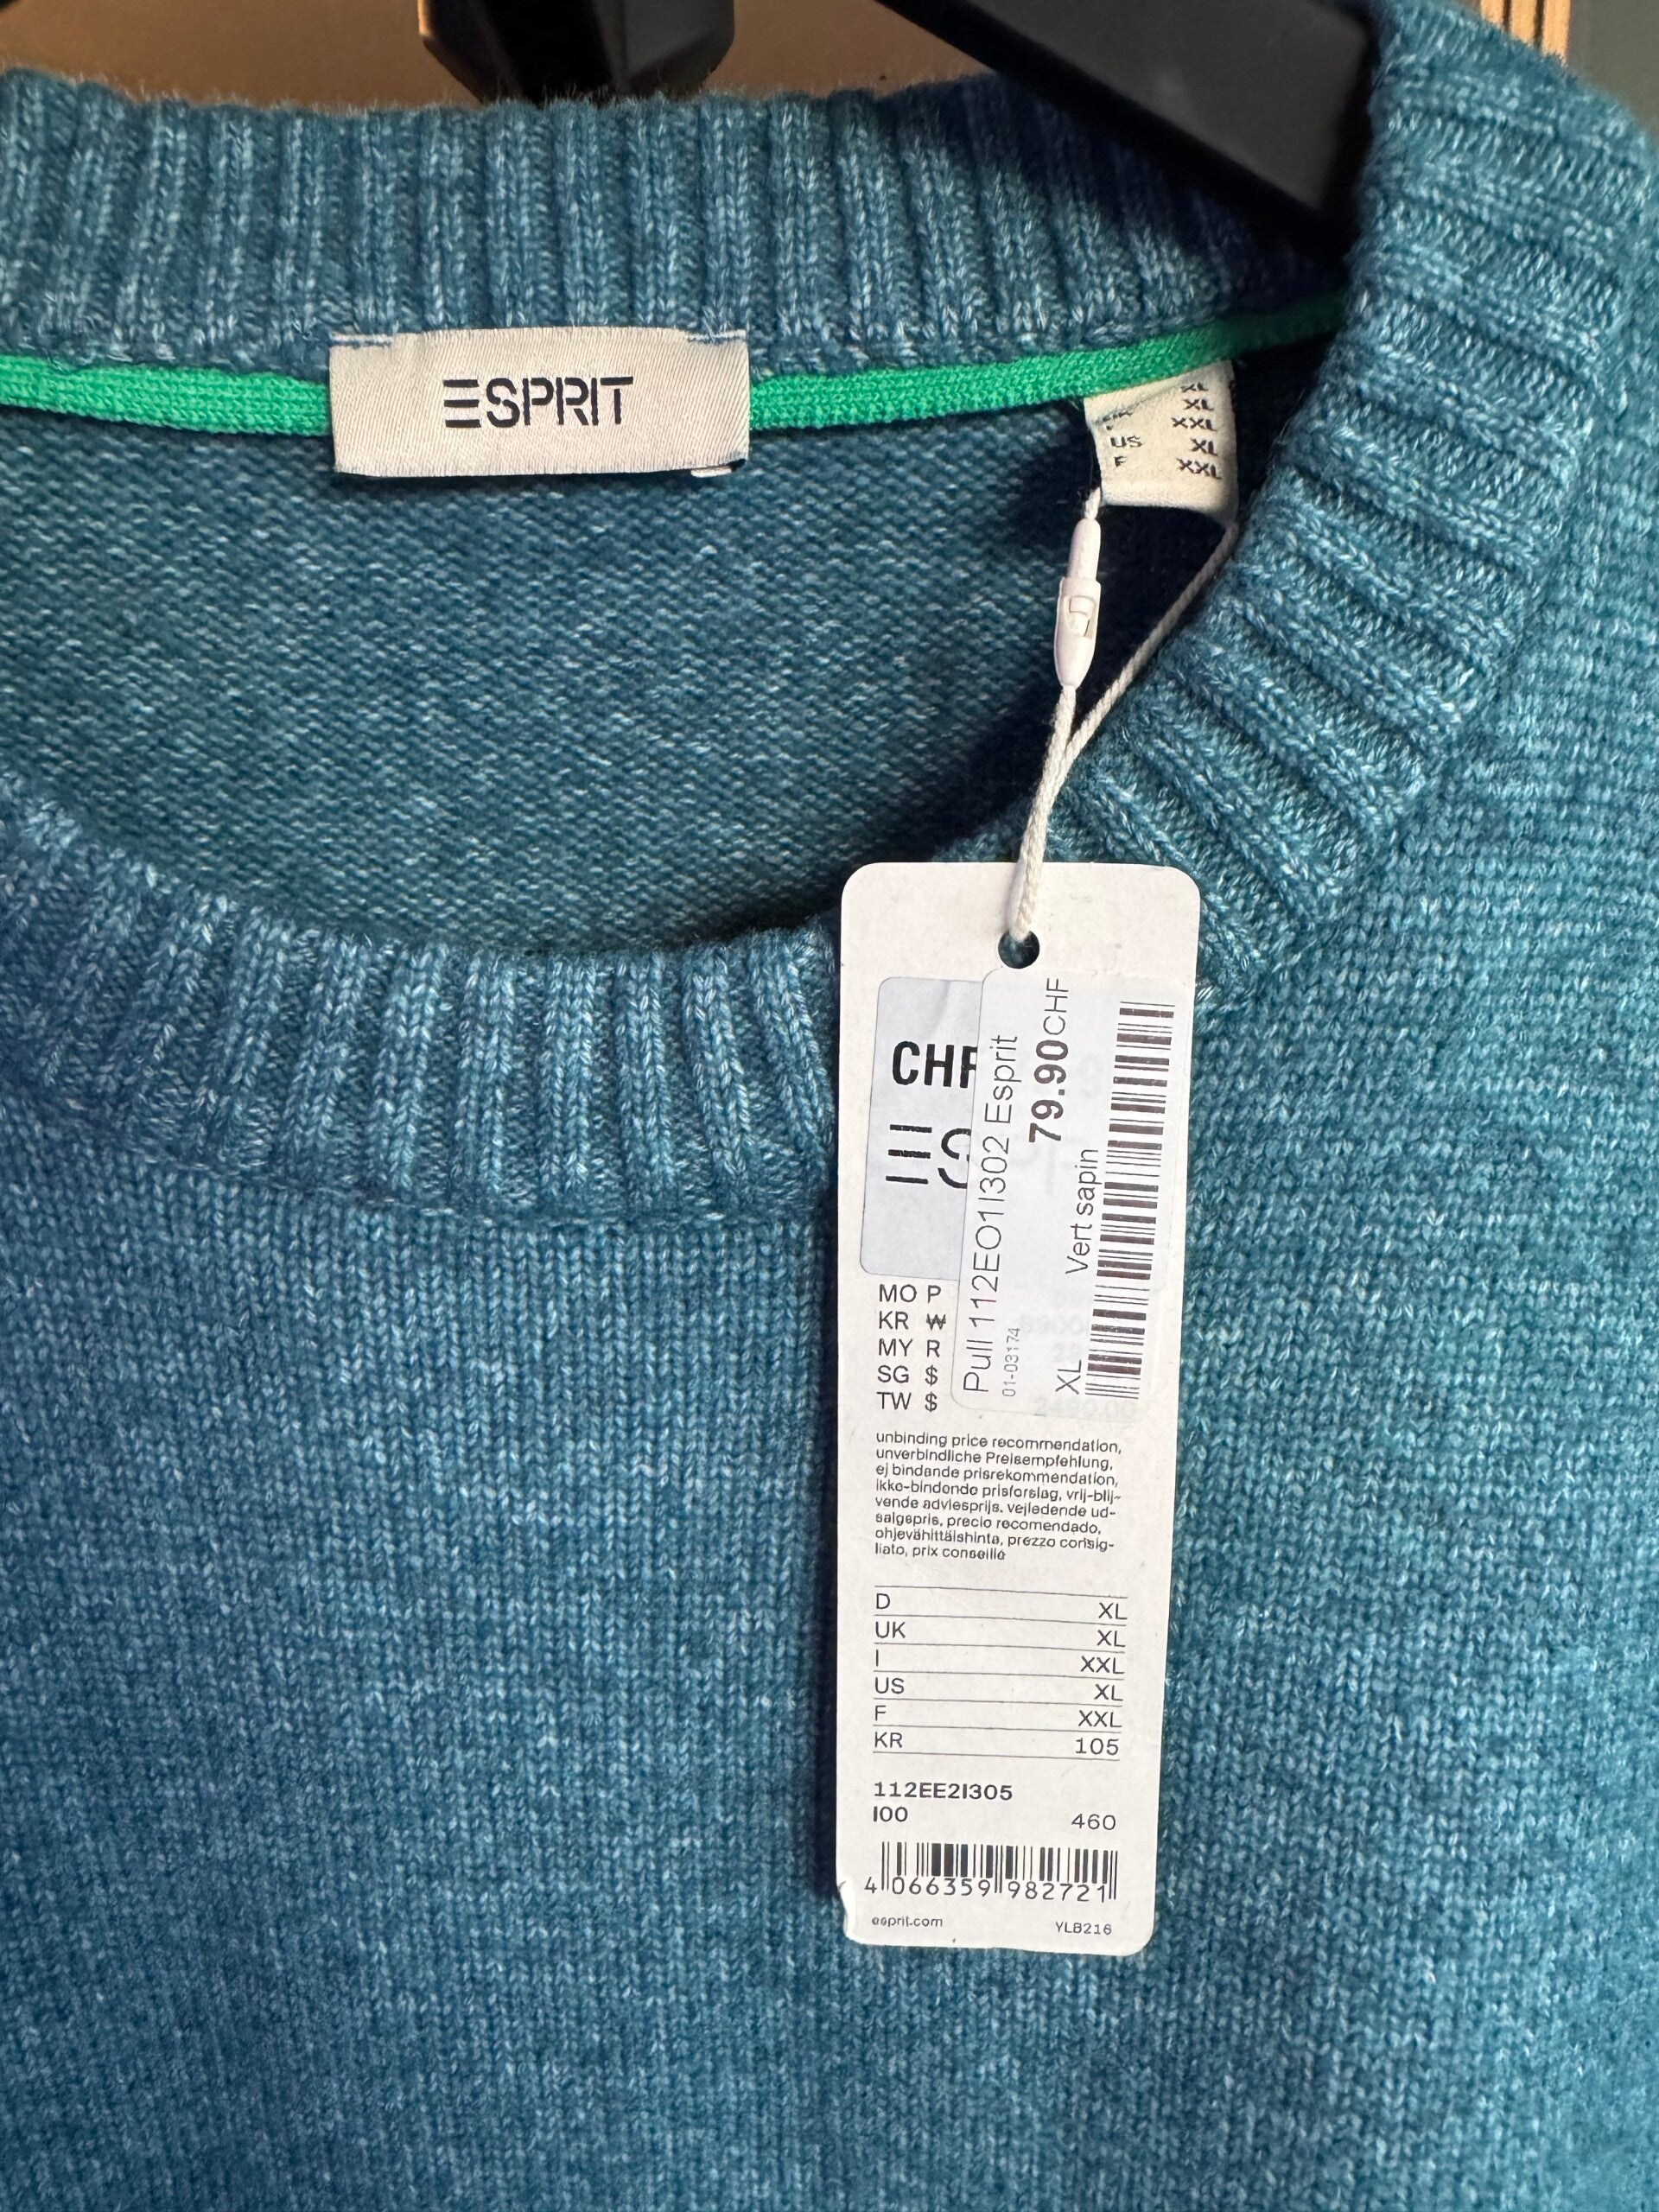 ESPRIT
XL
XL
XXL
US XL
F XXL
CHF
ES
Pull 112EO1I302 Esprit
01-03174
79.90CHF
XL Vert sapin
MO P
KR ₩
MY R
SG $
TW $
2490.00
unbinding price recommendation,
unverbindliche Preisempfehlung,
ej bindande prisrekommendation,
ikke-bindende prisforslag, vrij-blij-
vende adviesprijs, vejledende ud-
salgspris, precio recomendado,
ohjevähittäishinta, prezzo consig-
liato, prix conseillé
D XL
UK XL
I XXL
US XL
F XXL
KR 105
112EE2I305
I00 460
4 066359 982721
esprit.com YLB216